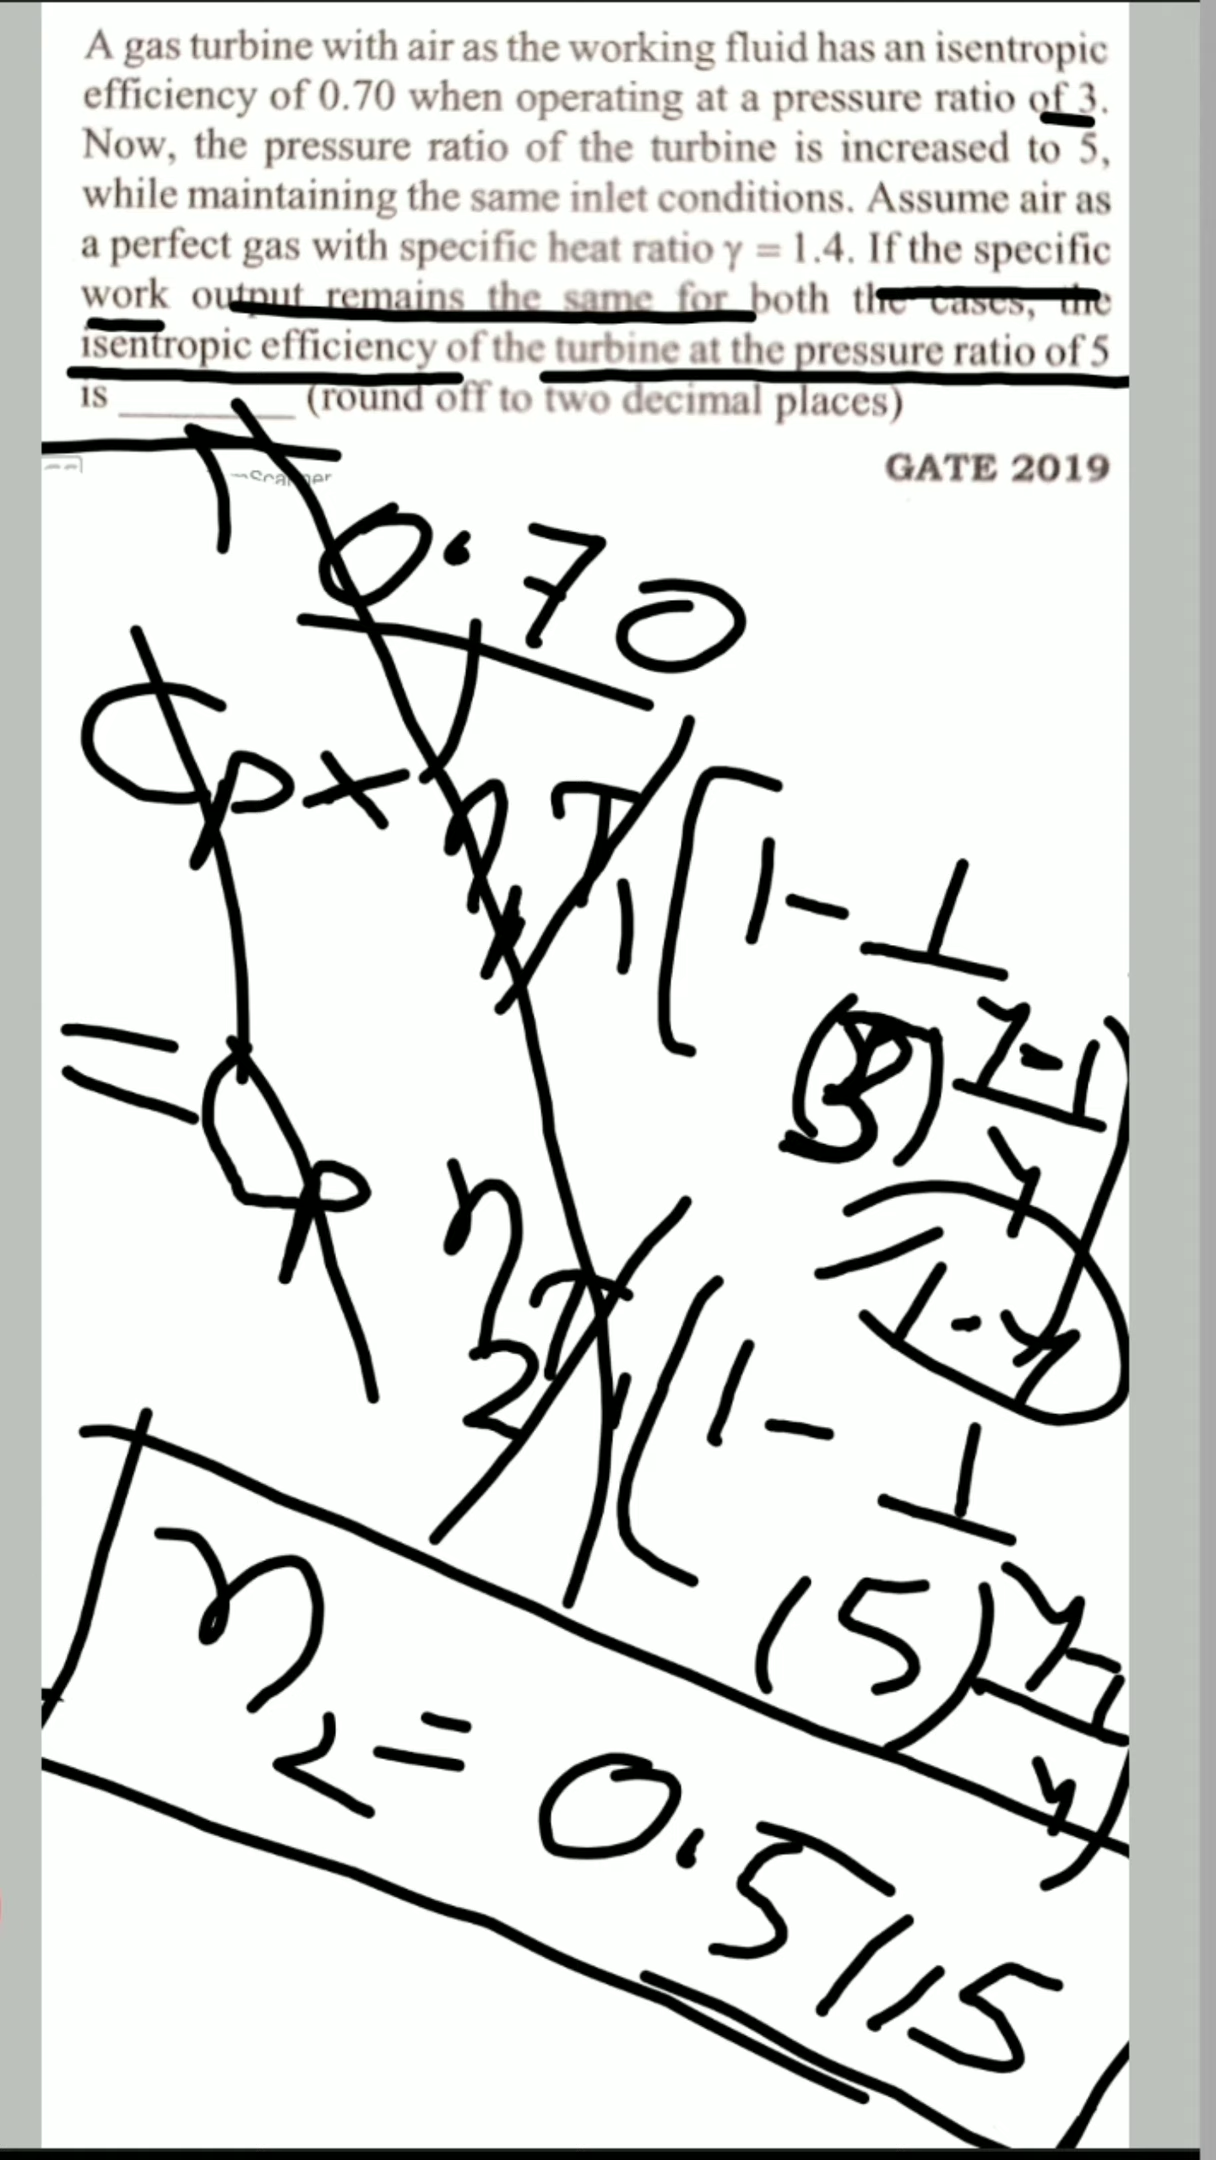 A gas turbine with air as the working fluid has an isentropic
efficiency of 0.70 when operating at a pressure ratio of 3.
Now, the pressure ratio of the turbine is increased to 5,
while maintaining the same inlet conditions. Assume air as
a perfect gas with specific heat ratio γ = 1.4. If the specific
work output remains the same for both the cases, the
isentropic efficiency of the turbine at the pressure ratio of 5
is ________ (round off to two decimal places)
GATE 2019
0.70
Cp × η1 T1 [1 - 1
(3) γ-1
γ
1-γ
= Cp η2 T1 (1 - 1
(5) γ-1
γ)
η2 = 0.5115